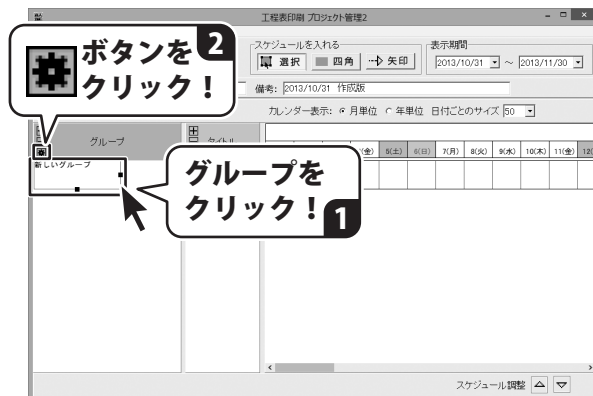 工程表印刷 プロジェクト管理2
スケジュールを入れる
選択
四角
矢印
表示期間
2013/10/31 ～ 2013/11/30
備考: 2013/10/31 作成版
カレンダー表示: 月単位 年単位 日付ごとのサイズ 50
ボタンを
クリック！
2
グループ
タイトル
(金) 5(土) 6(日) 7(月) 8(火) 9(水) 10(木) 11(金)
新しいグループ
グループを
クリック！
1
スケジュール調整